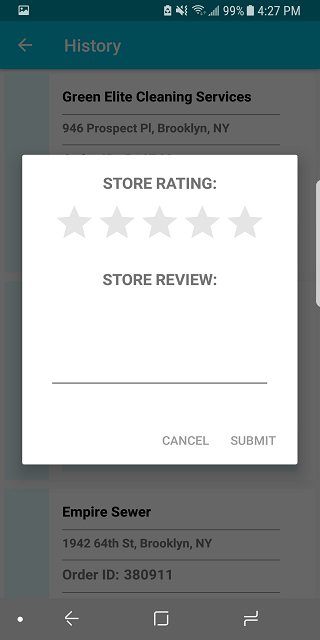 99% 4:27 PM
History
Green Elite Cleaning Services
946 Prospect Pl, Brooklyn, NY
STORE RATING:
STORE REVIEW:
CANCEL SUBMIT
Empire Sewer
1942 64th St, Brooklyn, NY
Order ID: 380911